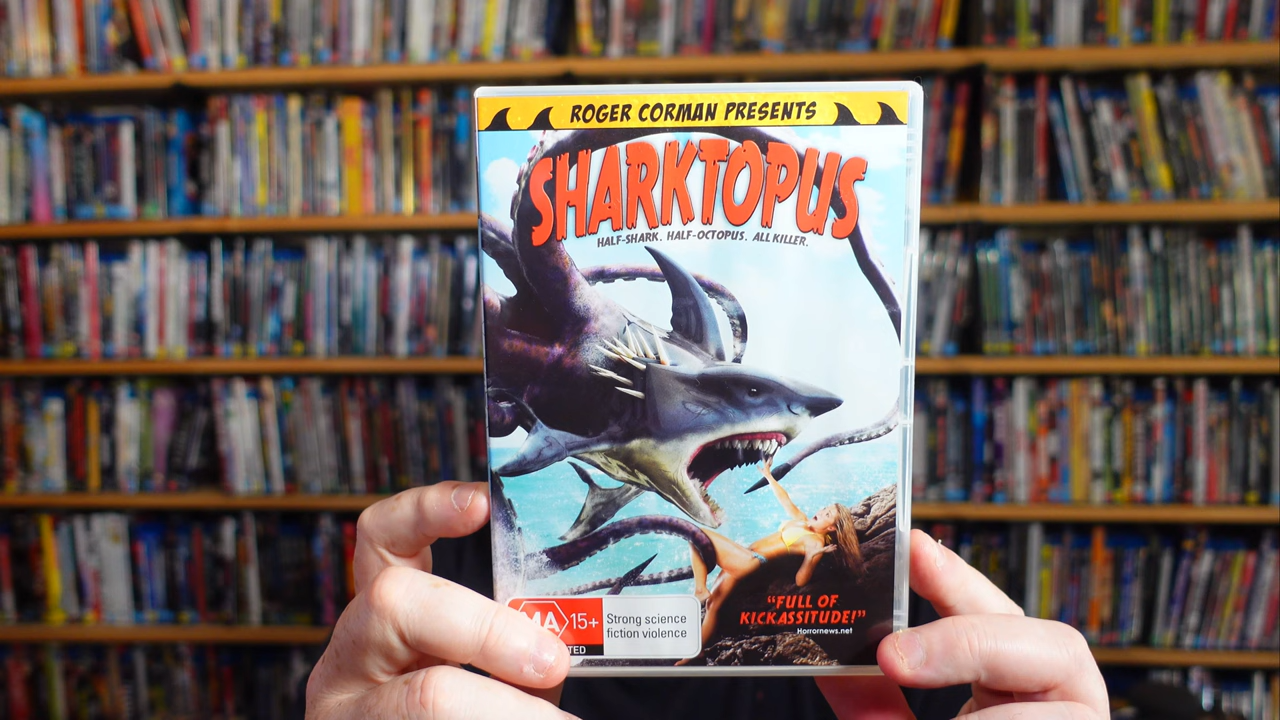 ROGER CORMAN PRESENTS
SHARKTOPUS
HALF-SHARK. HALF-OCTOPUS. ALL KILLER.
"FULL OF
KICKASSITUDE!"
Horrornews.net
MA 15+
Strong science
fiction violence